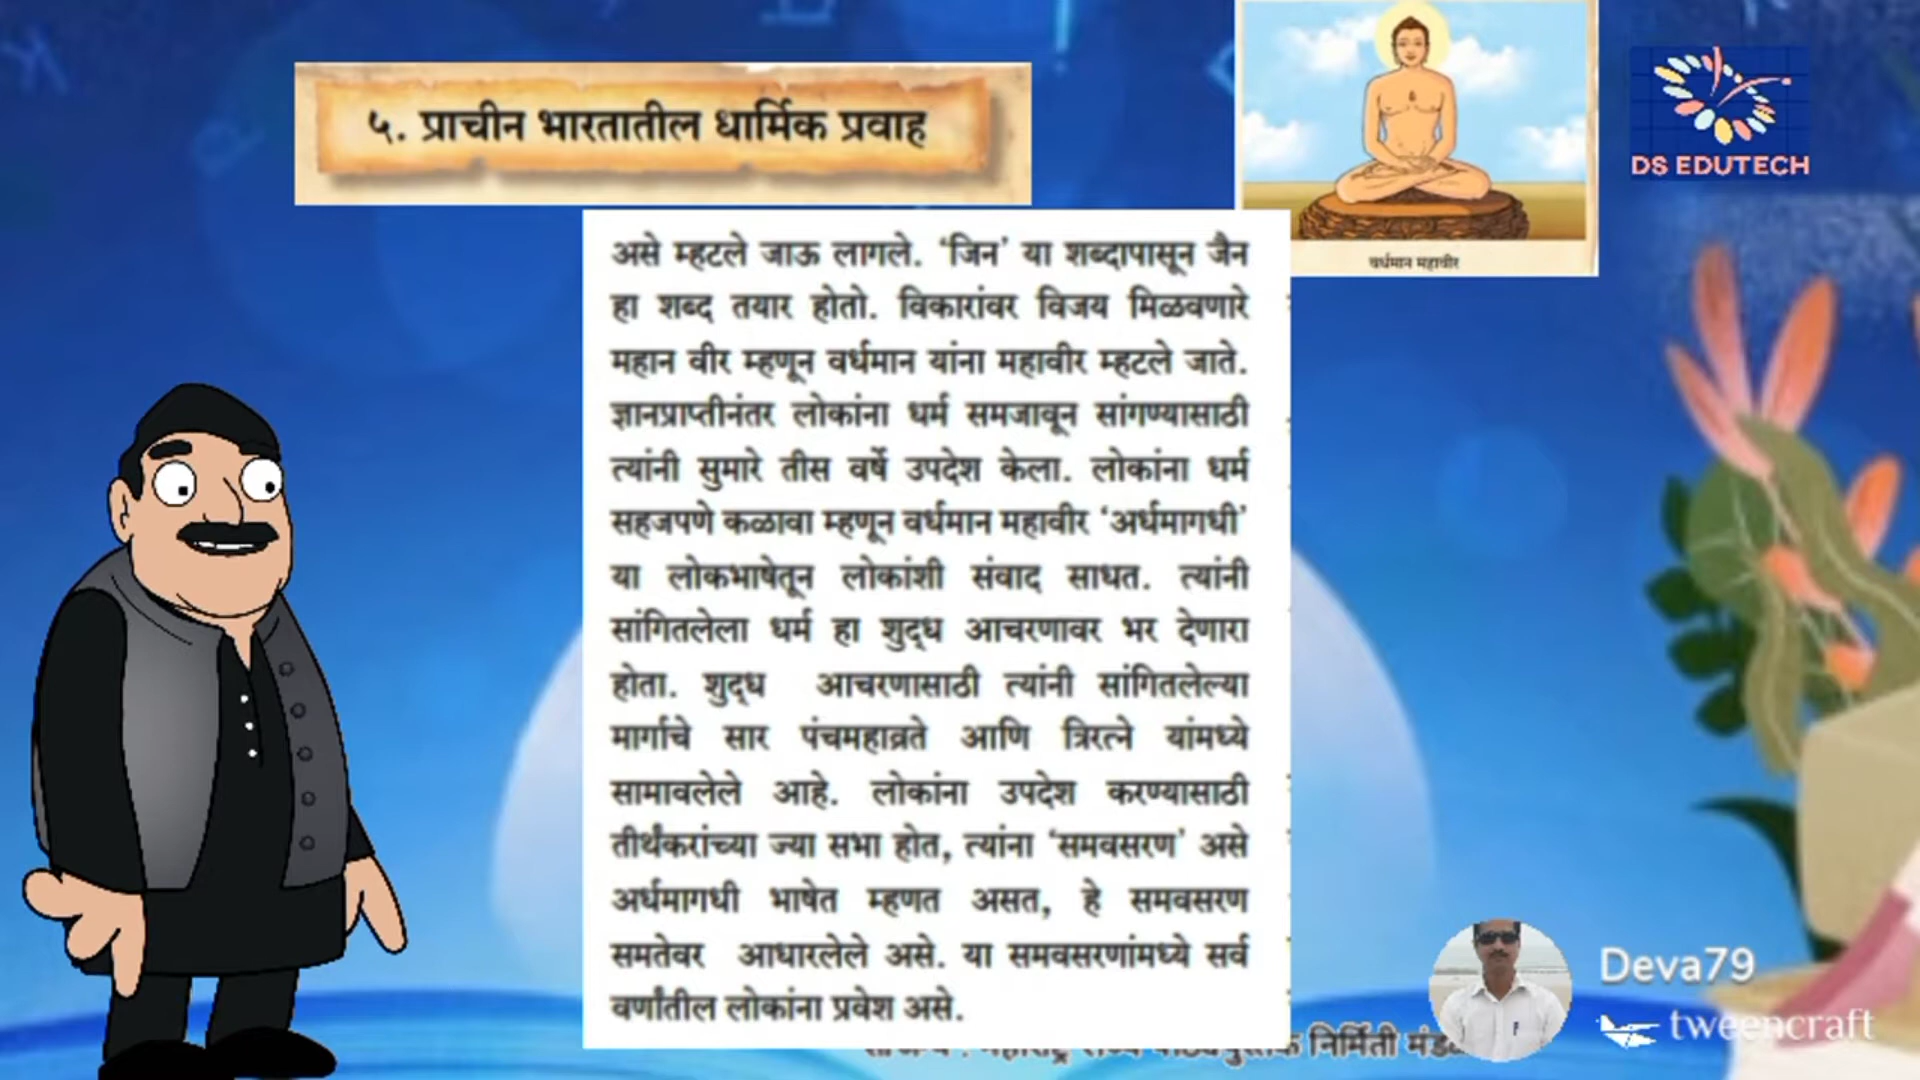 ५. प्राचीन भारतातील धार्मिक प्रवाह
DS EDUTECH
वर्धमान महावीर
असे म्हटले जाऊ लागले. ‘जिन’ या शब्दापासून जैन
हा शब्द तयार होतो. विकारांवर विजय मिळवणारे
महान वीर म्हणून वर्धमान यांना महावीर म्हटले जाते.
ज्ञानप्राप्तीनंतर लोकांना धर्म समजावून सांगण्यासाठी
त्यांनी सुमारे तीस वर्षे उपदेश केला. लोकांना धर्म
सहजपणे कळावा म्हणून वर्धमान महावीर ‘अर्धमागधी’
या लोकभाषेतून लोकांशी संवाद साधत. त्यांनी
सांगितलेला धर्म हा शुद्ध आचरणावर भर देणारा
होता. शुद्ध आचरणासाठी त्यांनी सांगितलेल्या
मार्गाचे सार पंचमहाव्रते आणि त्रिरत्ने यांमध्ये
सामावलेले आहे. लोकांना उपदेश करण्यासाठी
तीर्थंकरांच्या ज्या सभा होत, त्यांना ‘समवसरण’ असे
अर्धमागधी भाषेत म्हणत असत, हे समवसरण
समतेवर आधारलेले असे. या समवसरणांमध्ये सर्व
वर्णांतील लोकांना प्रवेश असे.
निर्मिती
Deva79
tweencraft